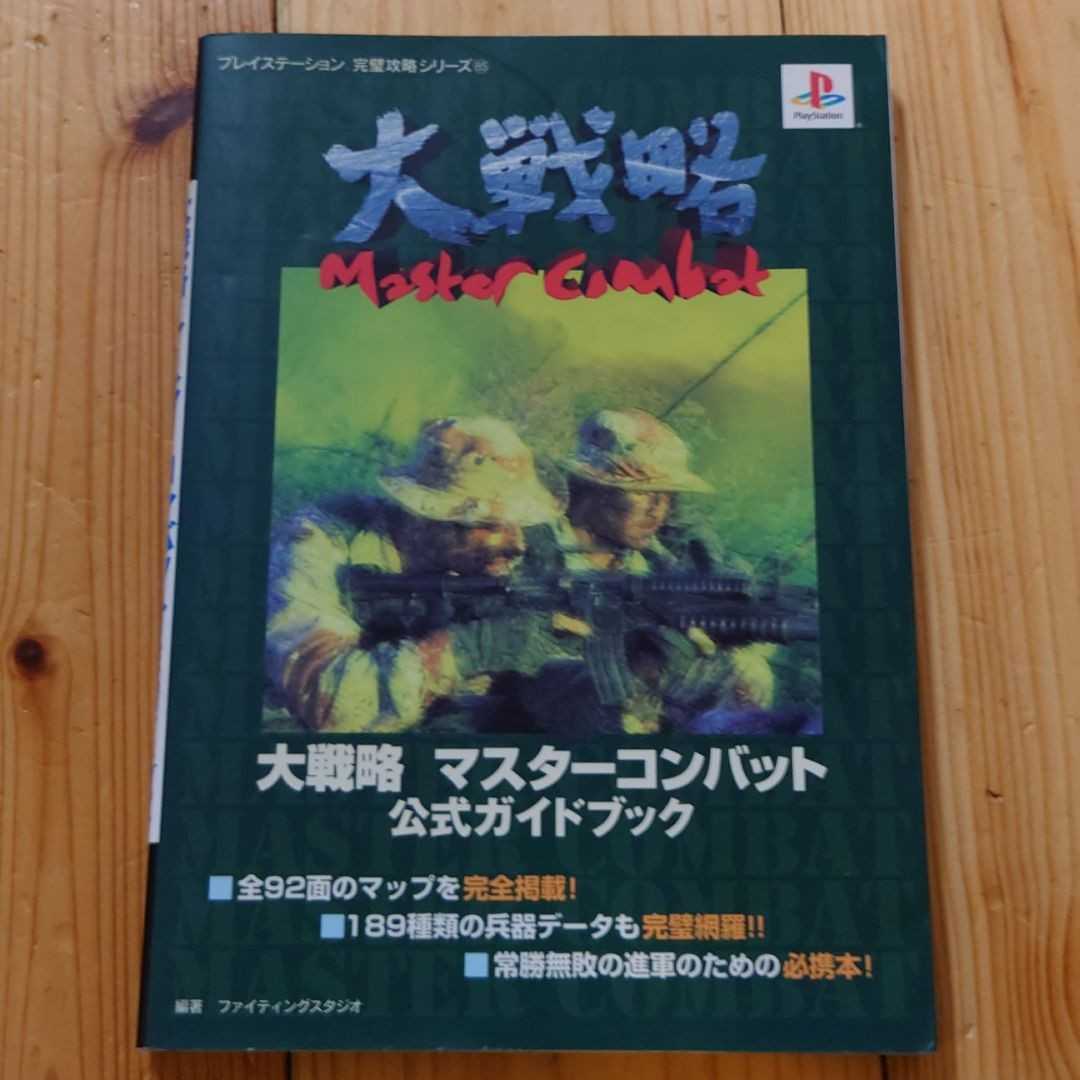 プレイステーション 完璧攻略シリーズ
PlayStation
大戦略
Master Combat
大戦略 マスターコンバット
公式ガイドブック
■全92面のマップを完全掲載!
■189種類の兵器データも完璧網羅!!
■常勝無敗の進軍のための必携本!
編著 ファイティングスタジオ
MASTER COMBAT